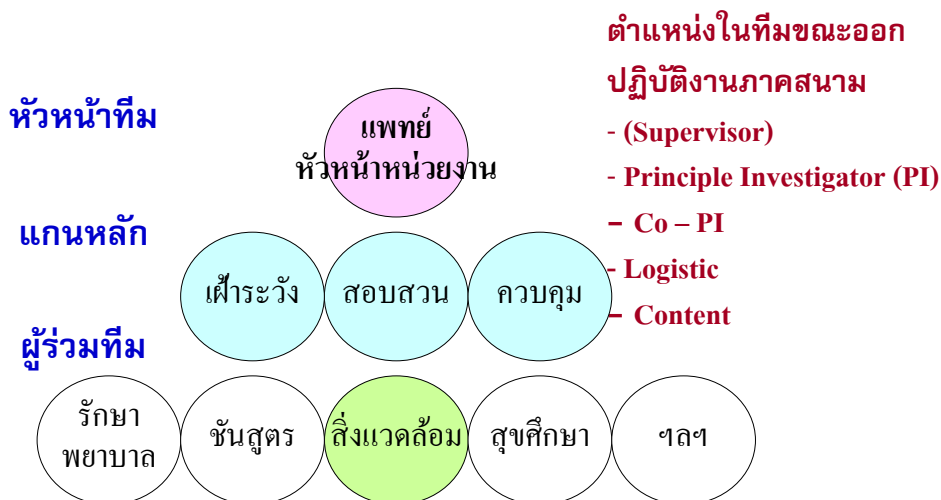 ตำแหน่งในทีมขณะออก
ปฏิบัติงานภาคสนาม
- (Supervisor)
- Principle Investigator (PI)
– Co – PI
- Logistic
– Content
หัวหน้าทีม
แพทย์
หัวหน้าหน่วยงาน
แกนหลัก
เฝ้าระวัง
สอบสวน
ควบคุม
ผู้ร่วมทีม
รักษา
พยาบาล
ชันสูตร
สิ่งแวดล้อม
สุขศึกษา
ฯลฯ